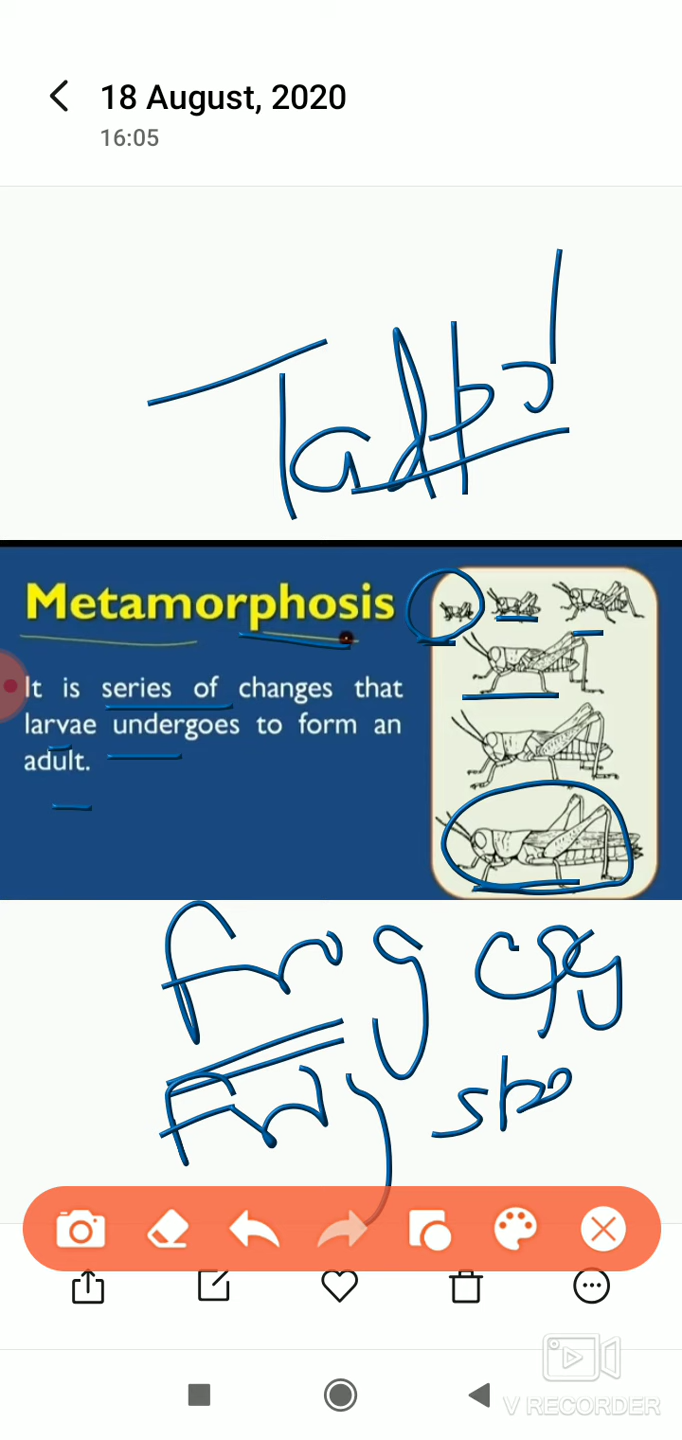 18 August, 2020
16:05
Metamorphosis
It is series of changes that
larvae undergoes to form an
adult.
Frog
Frog
V RECORDER